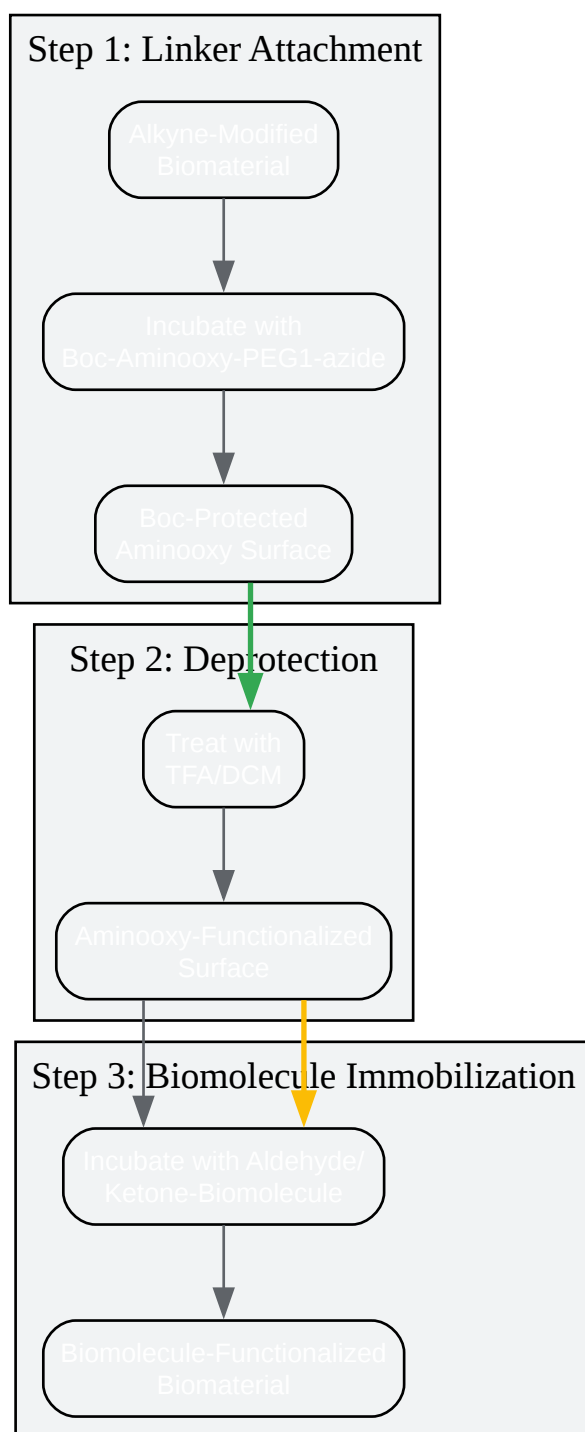 Step 1: Linker Attachment
Alkyne-Modified
Biomaterial
Incubate with
Boc-Aminooxy-PEG1-azide
Boc-Protected
Aminooxy Surface
Step 2: Deprotection
Treat with
TFA/DCM
Aminooxy-Functionalized
Surface
Step 3: Biomolecule Immobilization
Incubate with Aldehyde/
Ketone-Biomolecule
Biomolecule-Functionalized
Biomaterial